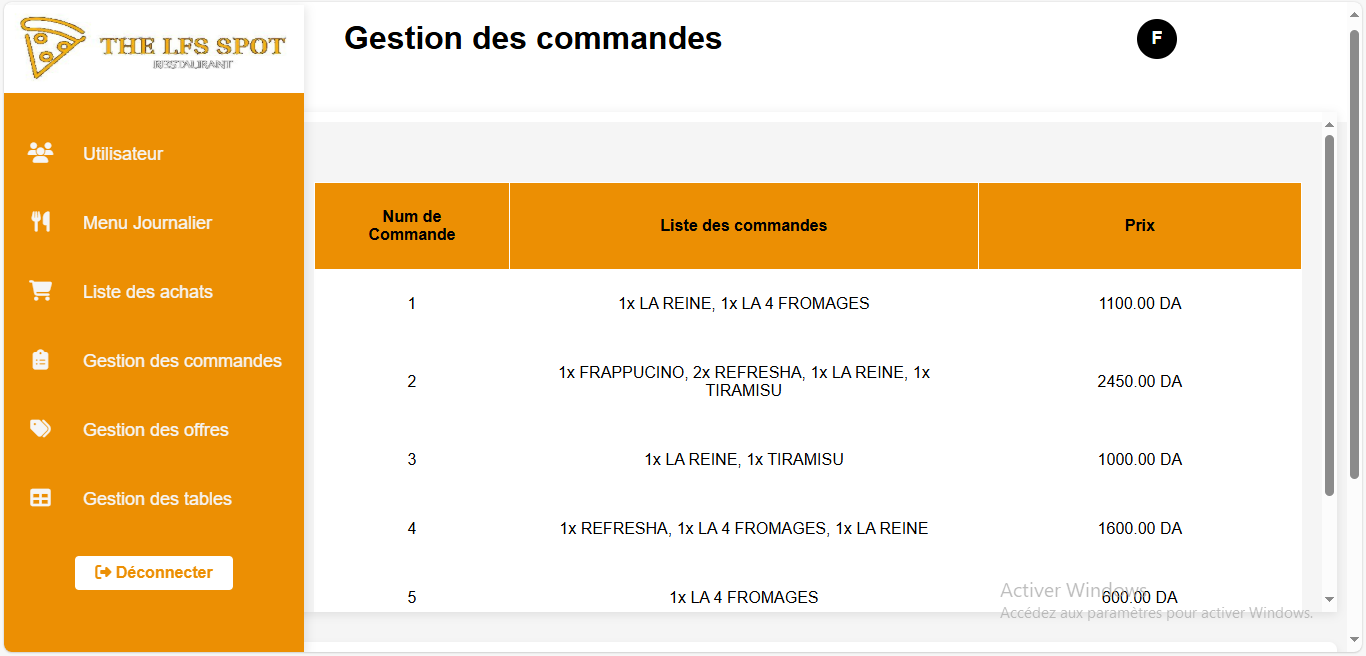 THE LFS SPOT
RESTAURANT
Gestion des commandes
F
Utilisateur
Menu Journalier
Liste des achats
Gestion des commandes
Gestion des offres
Gestion des tables
Déconnecter
Num de
Commande
Liste des commandes
Prix
1
1x LA REINE, 1x LA 4 FROMAGES
1100.00 DA
2
1x FRAPPUCINO, 2x REFRESHA, 1x LA REINE, 1x
TIRAMISU
2450.00 DA
3
1x LA REINE, 1x TIRAMISU
1000.00 DA
4
1x REFRESHA, 1x LA 4 FROMAGES, 1x LA REINE
1600.00 DA
5
1x LA 4 FROMAGES
600.00 DA
Activer Windows
Accédez aux paramètres pour activer Windows.